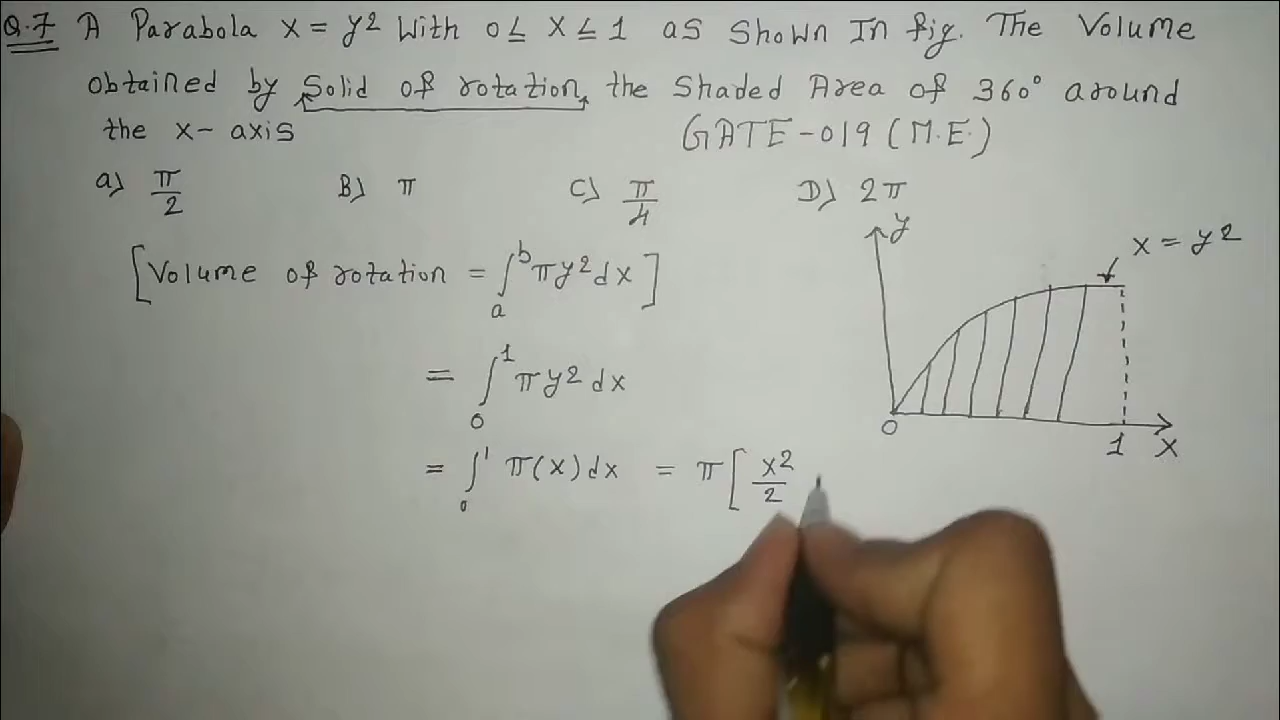 Q.7 A Parabola x = y² With 0 ≤ x ≤ 1 as Shown In fig. The Volume
obtained by Solid of rotation, the Shaded Area of 360° around
the x- axis
GATE-019 (M.E.)
a) π/2 B) π C) π/4 D) 2π
y
x = y²
[Volume of rotation = ∫ₐᵇ πy²dx]
= ∫₀¹ πy² dx
0
1 x
= ∫₀¹ π(x)dx = π[x²/2